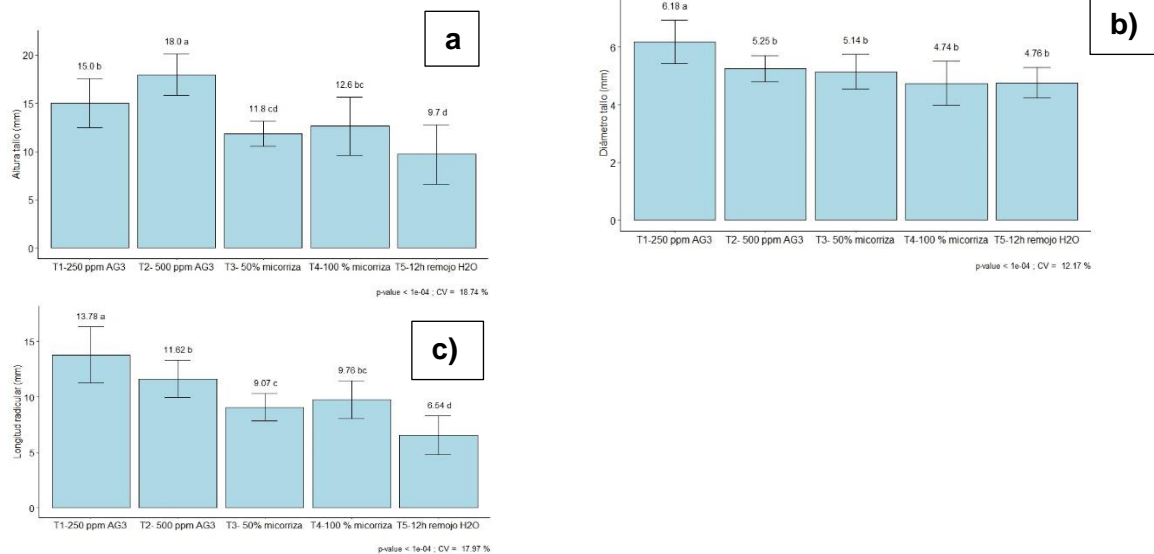 a
Altura tallo (mm)
20
15
10
5
0
15.0 b
18.0 a
11.8 cd
12.6 bc
9.7 d
T1-250 ppm AG3 T2- 500 ppm AG3 T3- 50% micorriza T4-100 % micorriza T5-12h remojo H2O
p-value < 1e-04 ; CV = 18.74 %
b)
Diámetro tallo (mm)
6
4
2
0
6.18 a
5.25 b
5.14 b
4.74 b
4.76 b
T1-250 ppm AG3 T2- 500 ppm AG3 T3- 50% micorriza T4-100 % micorriza T5-12h remojo H2O
p-value < 1e-04 ; CV = 12.17 %
c)
Longitud radicular (mm)
15
10
5
0
13.78 a
11.62 b
9.07 c
9.76 bc
6.54 d
T1-250 ppm AG3 T2- 500 ppm AG3 T3- 50% micorriza T4-100 % micorriza T5-12h remojo H2O
p-value < 1e-04 ; CV = 17.97 %